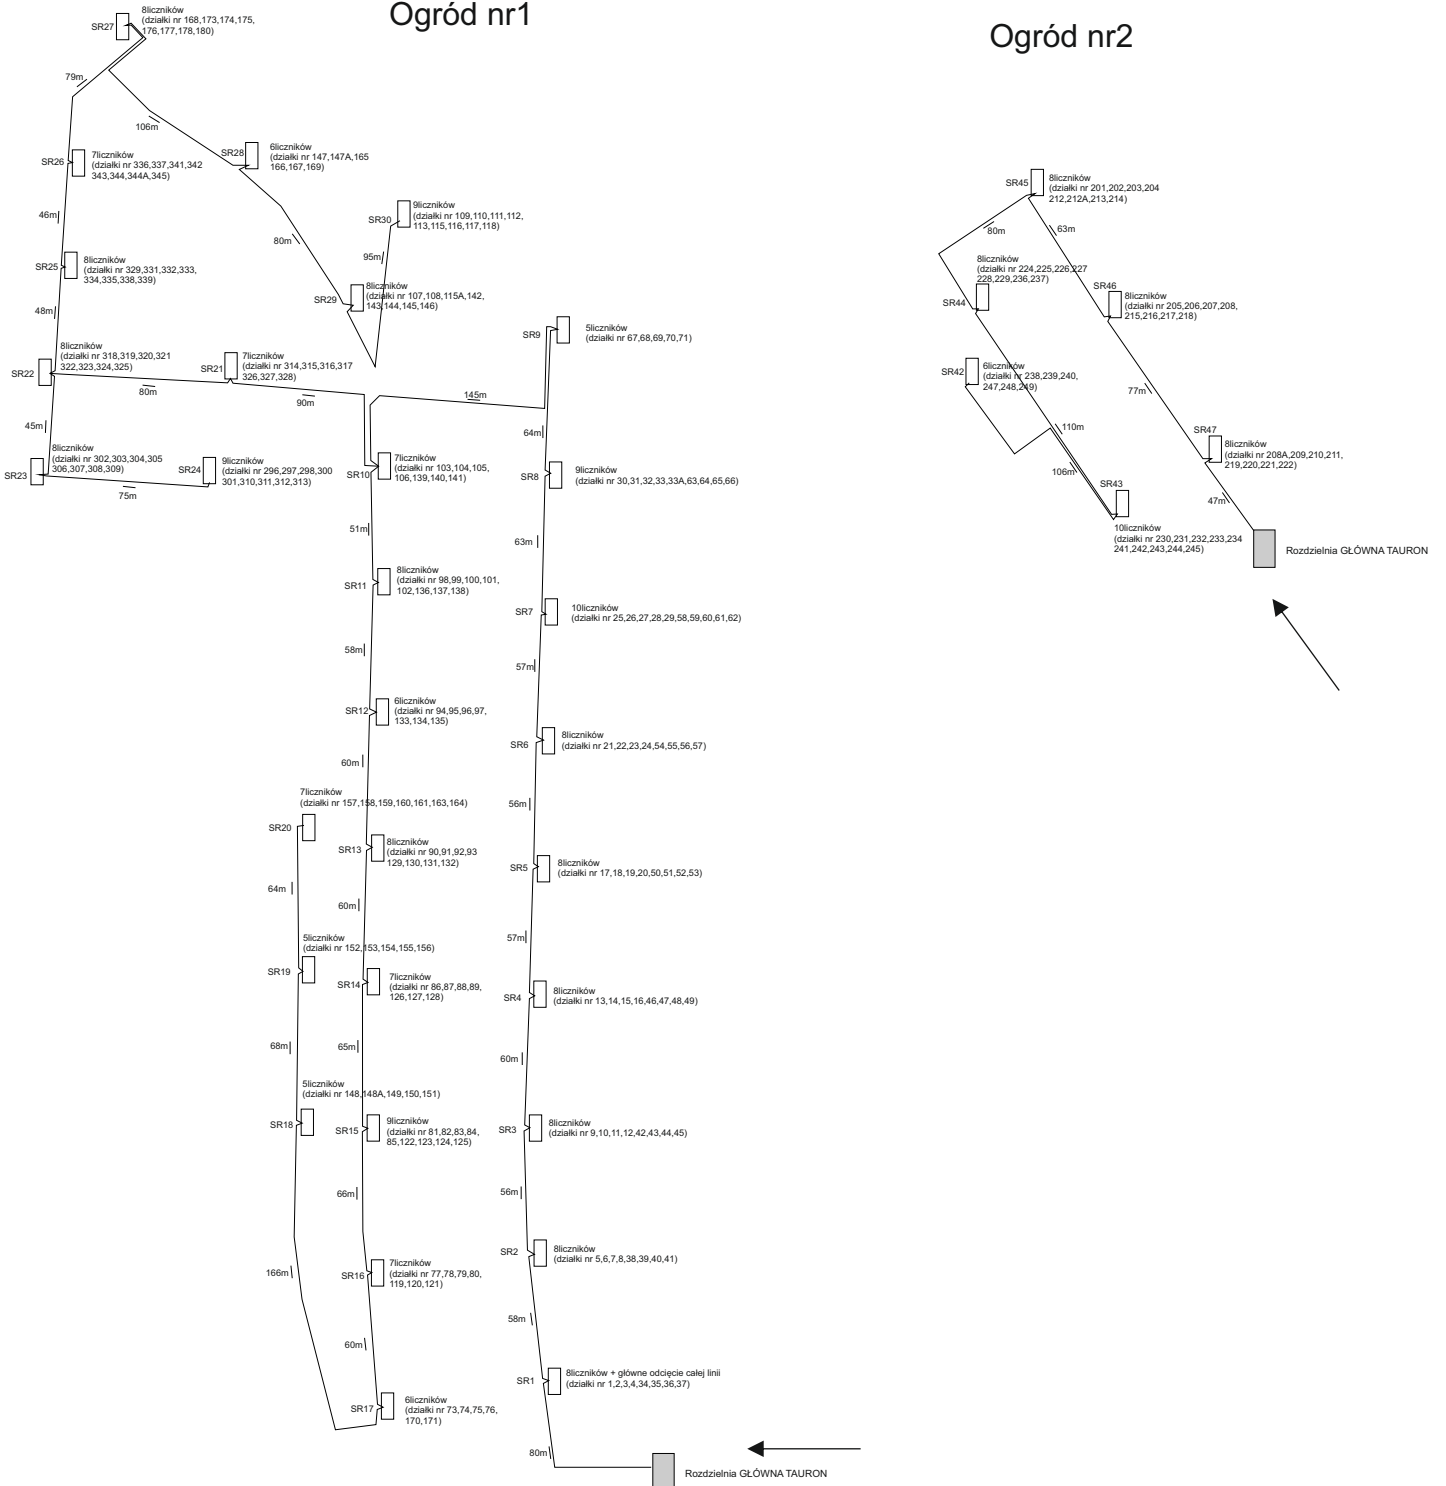 Ogród nr1
Ogród nr2
SR27
8liczników
(działki nr 168,173,174,175,
176,177,178,180)
79m
106m
SR26
7liczników
(działki nr 336,337,341,342
343,344,344A,345)
SR28
6liczników
(działki nr 147,147A,165
166,167,169)
46m
80m
SR30
9liczników
(działki nr 109,110,111,112,
113,115,116,117,118)
95m
SR25
8liczników
(działki nr 329,331,332,333,
334,335,338,339)
SR29
8liczników
(działki nr 107,108,115A,142,
143,144,145,146)
48m
SR9
5liczników
(działki nr 67,68,69,70,71)
SR22
8liczników
(działki nr 318,319,320,321
322,323,324,325)
SR21
7liczników
(działki nr 314,315,316,317
326,327,328)
80m
90m
145m
45m
64m
SR23
8liczników
(działki nr 302,303,304,305
306,307,308,309)
SR24
9liczników
(działki nr 296,297,298,300
301,310,311,312,313)
75m
SR10
7liczników
(działki nr 103,104,105,
106,139,140,141)
SR8
9liczników
(działki nr 30,31,32,33,33A,63,64,65,66)
51m
63m
SR11
8liczników
(działki nr 98,99,100,101,
102,136,137,138)
SR7
10liczników
(działki nr 25,26,27,28,29,58,59,60,61,62)
58m
57m
SR12
6liczników
(działki nr 94,95,96,97,
133,134,135)
SR6
8liczników
(działki nr 21,22,23,24,54,55,56,57)
60m
56m
7liczników
(działki nr 157,158,159,160,161,163,164)
SR20
SR13
8liczników
(działki nr 90,91,92,93
129,130,131,132)
SR5
8liczników
(działki nr 17,18,19,20,50,51,52,53)
64m
60m
57m
5liczników
(działki nr 152,153,154,155,156)
SR19
SR14
7liczników
(działki nr 86,87,88,89,
126,127,128)
SR4
8liczników
(działki nr 13,14,15,16,46,47,48,49)
68m
65m
60m
5liczników
(działki nr 148,148A,149,150,151)
SR18
SR15
9liczników
(działki nr 81,82,83,84,
85,122,123,124,125)
SR3
8liczników
(działki nr 9,10,11,12,42,43,44,45)
66m
56m
166m
SR16
7liczników
(działki nr 77,78,79,80,
119,120,121)
SR2
8liczników
(działki nr 5,6,7,8,38,39,40,41)
60m
58m
SR17
6liczników
(działki nr 73,74,75,76,
170,171)
SR1
8liczników + główne odcięcie całej linii
(działki nr 1,2,3,4,34,35,36,37)
80m
Rozdzielnia GŁÓWNA TAURON
SR45
8liczników
(działki nr 201,202,203,204
212,212A,213,214)
80m
63m
8liczników
(działki nr 224,225,226,227
228,229,236,237)
SR44
SR46
8liczników
(działki nr 205,206,207,208,
215,216,217,218)
SR42
6liczników
(działki nr 238,239,240,
247,248,249)
77m
110m
106m
SR47
8liczników
(działki nr 208A,209,210,211,
219,220,221,222)
47m
SR43
10liczników
(działki nr 230,231,232,233,234
241,242,243,244,245)
Rozdzielnia GŁÓWNA TAURON